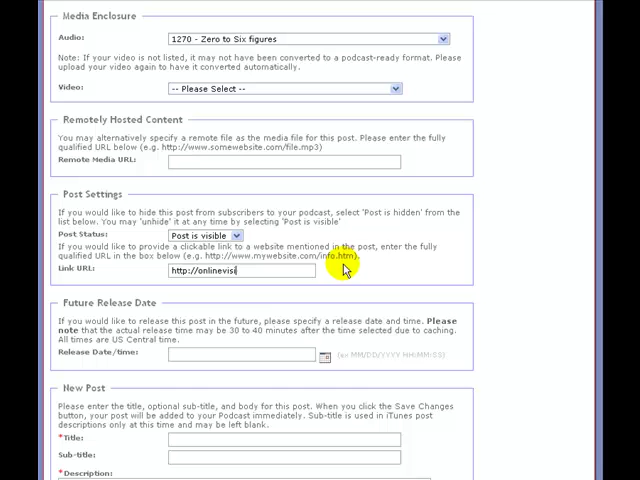 Media Enclosure
Audio:
1270 - Zero to Six figures
Note: If your video is not listed, it may not have been converted to a podcast-ready format. Please
upload your video again to have it converted automatically.
Video:
-- Please Select --
Remotely Hosted Content
You may alternatively specify a remote file as the media file for this post. Please enter the fully
qualified URL below (e.g. http://www.somewebsite.com/file.mp3)
Remote Media URL:
Post Settings
If you would like to hide this post from subscribers to your podcast, select 'Post is hidden' from the
list below. You may 'unhide' it at any time by selecting 'Post is visible'
Post Status:
Post is visible
If you would like to provide a clickable link to a website mentioned in the post, enter the fully
qualified URL in the box below (e.g. http://www.mywebsite.com/info.htm).
Link URL:
http://onlinevisi
Future Release Date
If you would like to release this post in the future, please specify a release date and time. Please
note that the actual release time may be 30 to 40 minutes after the time selected due to caching.
All times are US Central time.
Release Date/time:
(ex MM/DD/YYYY HH:MM:SS)
New Post
Please enter the title, optional sub-title, and body for this post. When you click the Save Changes
button, your post will be added to your Podcast immediately. Sub-title is used in iTunes post
descriptions only at this time and may be left blank.
*Title:
Sub-title:
*Description: